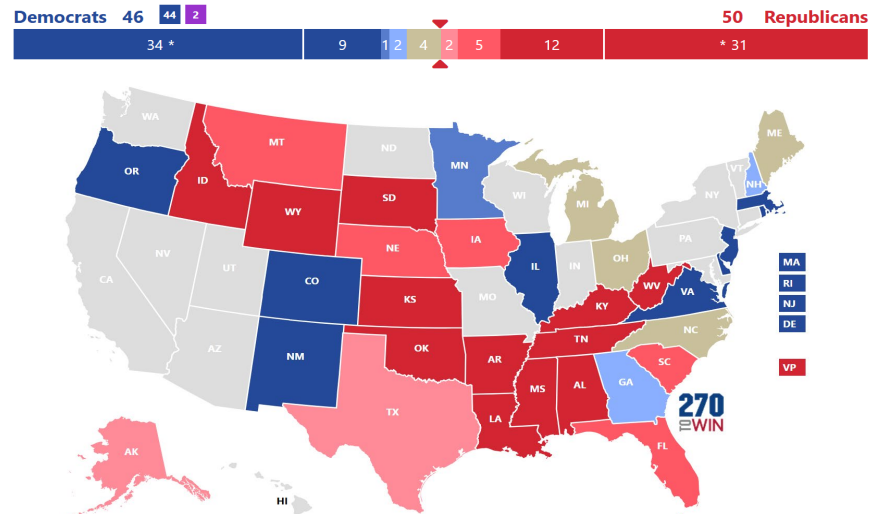 Democrats 46 44 2 50 Republicans
34 * 9 1 2 4 2 5 12 * 31
WA
MT
ND
MN
ME
OR
ID
VT
NH
WI
SD
NY
WY
MI
IA
PA
NE
NV
OH
MA
UT
IL
IN
CO
WV
RI
CA
VA
KS
MO
KY
NJ
DE
NC
TN
OK
AZ
NM
AR
SC
VP
MS
AL
GA
270
TO WIN
TX
LA
FL
AK
HI